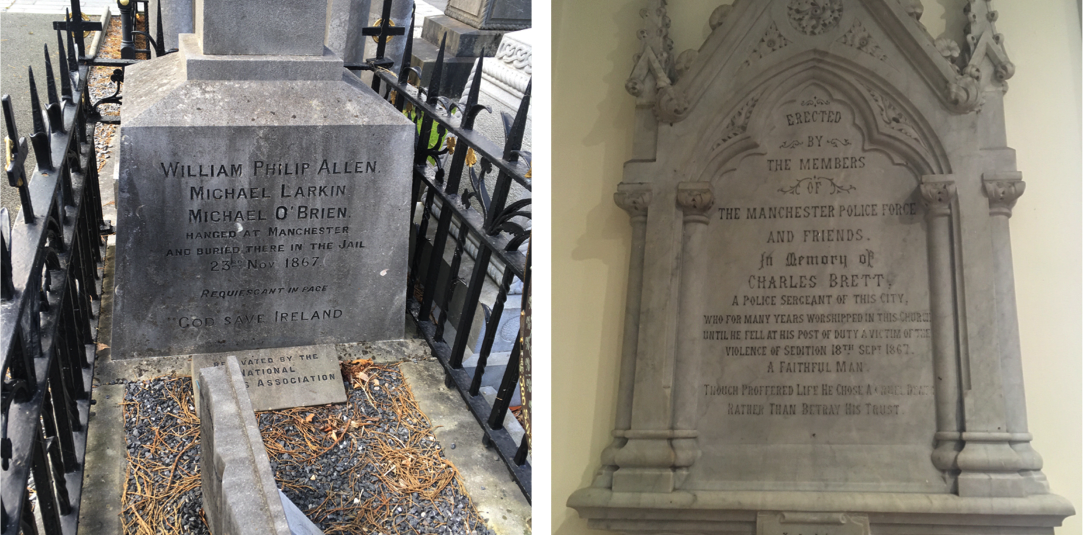 WILLIAM PHILIP ALLEN.
MICHAEL LARKIN
MICHAEL O'BRIEN.
HANGED AT MANCHESTER
AND BURIED THERE IN THE JAIL
23RD NOV 1867.
REQUIESCANT IN PACE
"GOD SAVE IRELAND
BY THE
NATIONAL
ASSOCIATION
ERECTED
BY
THE MEMBERS
OF
THE MANCHESTER POLICE FORCE
AND FRIENDS.
In Memory of
CHARLES BRETT,
A POLICE SERGEANT OF THIS CITY,
WHO FOR MANY YEARS WORSHIPPED IN THIS CHURCH
UNTIL HE FELL AT HIS POST OF DUTY A VICTIM OF THE
VIOLENCE OF SEDITION 18TH SEPT 1867.
A FAITHFUL MAN.
THOUGH PROFFERED LIFE HE CHOSE A CRUEL DEATH
RATHER THAN BETRAY HIS TRUST.